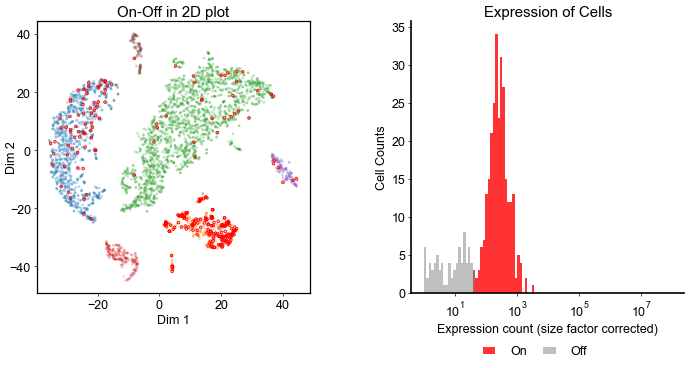 On-Off in 2D plot
40
20
0
−20
−40
Dim 2
−20 0 20 40
Dim 1
Expression of Cells
35
30
25
20
15
10
5
0
Cell Counts
10^1 10^3 10^5 10^7
Expression count (size factor corrected)
On Off